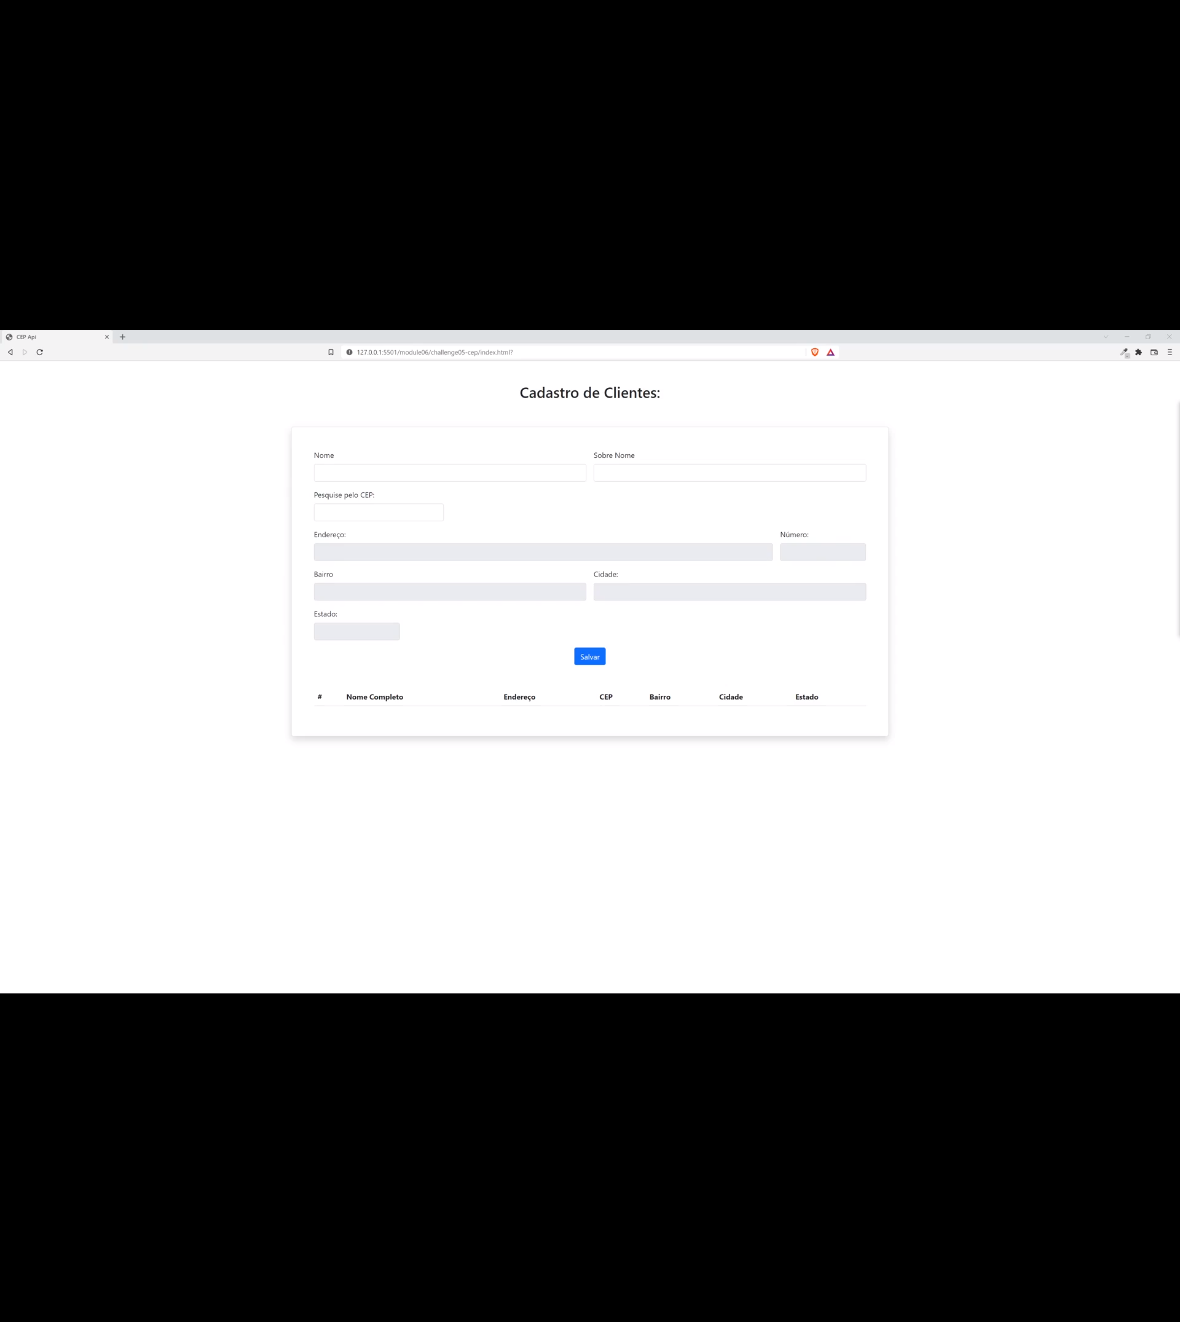 CEP Api
127.0.0.1:5501/module06/challenge05-cep/index.html?
Cadastro de Clientes:
Nome Sobre Nome
Pesquise pelo CEP:
Endereço: Número:
Bairro Cidade:
Estado:
Salvar
# Nome Completo Endereço CEP Bairro Cidade Estado